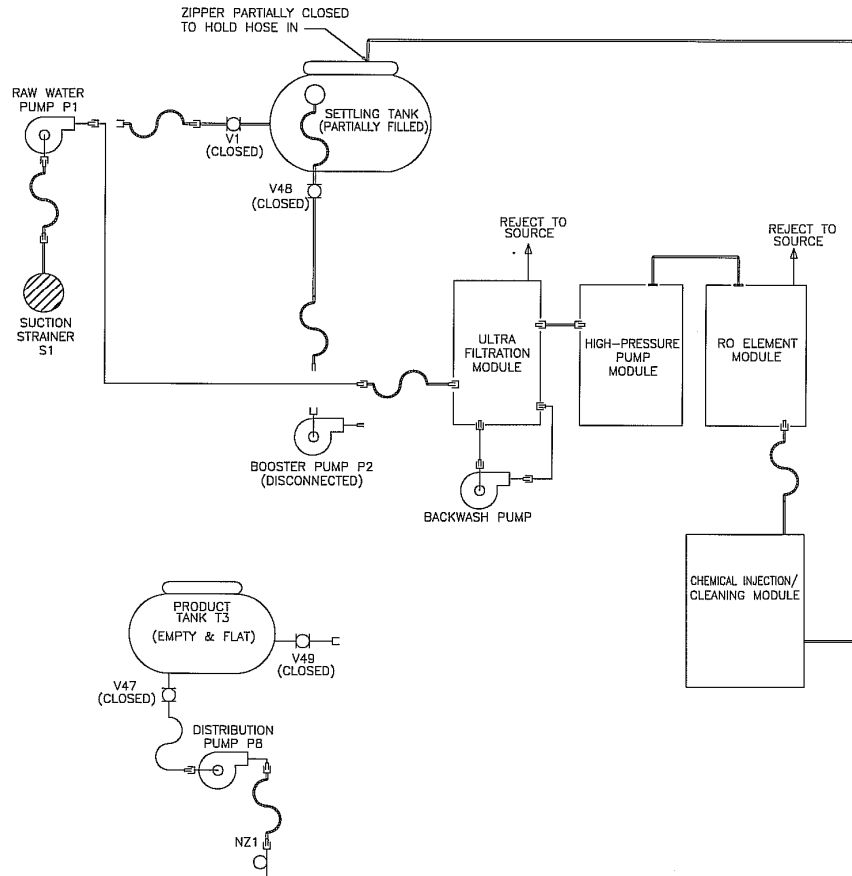 ZIPPER PARTIALLY CLOSED
TO HOLD HOSE IN
RAW WATER
PUMP P1
V1
(CLOSED)
SETTLING TANK
(PARTIALLY FILLED)
V48
(CLOSED)
SUCTION
STRAINER
S1
REJECT TO
SOURCE
REJECT TO
SOURCE
ULTRA
FILTRATION
MODULE
HIGH-PRESSURE
PUMP
MODULE
RO ELEMENT
MODULE
BOOSTER PUMP P2
(DISCONNECTED)
BACKWASH PUMP
CHEMICAL INJECTION/
CLEANING MODULE
PRODUCT
TANK T3
(EMPTY & FLAT)
V49
(CLOSED)
V47
(CLOSED)
DISTRIBUTION
PUMP P8
NZ1